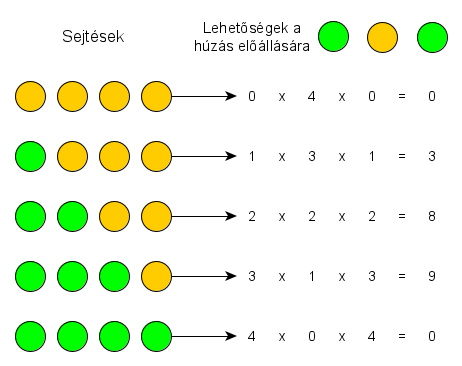 Sejtések
Lehetőségek a
húzás előállására
0 x 4 x 0 = 0
1 x 3 x 1 = 3
2 x 2 x 2 = 8
3 x 1 x 3 = 9
4 x 0 x 4 = 0